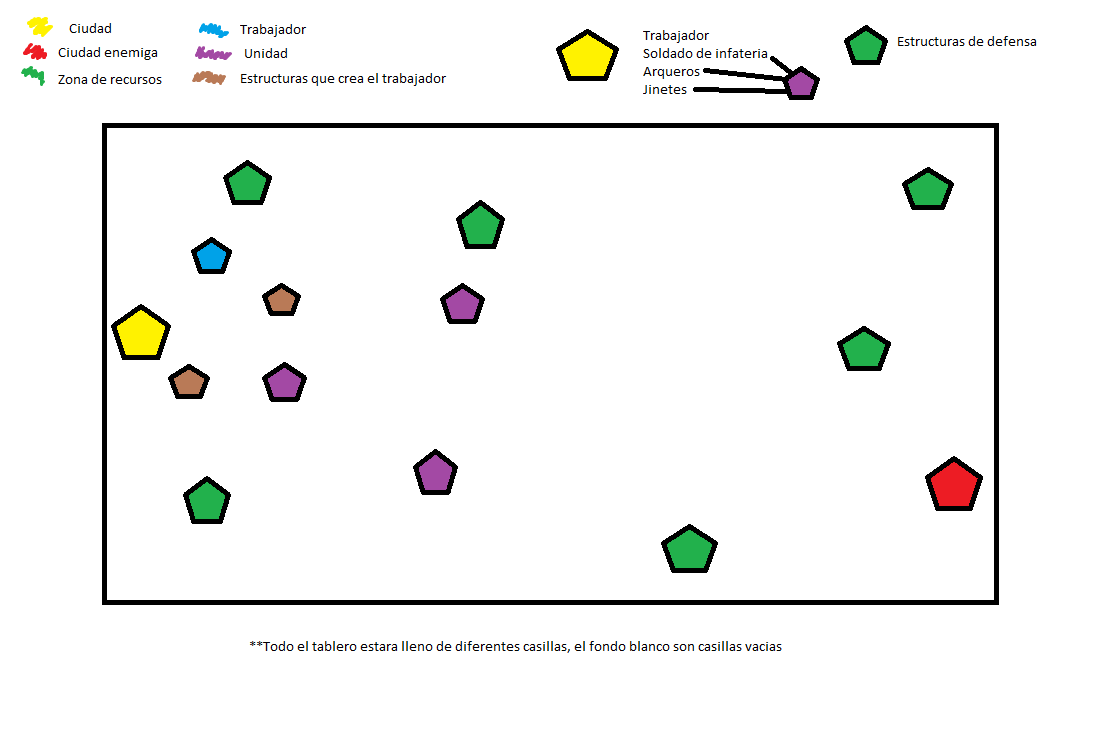 Ciudad
Ciudad enemiga
Zona de recursos
Trabajador
Unidad
Estructuras que crea el trabajador
Trabajador
Soldado de infateria
Arqueros
Jinetes
Estructuras de defensa
**Todo el tablero estara lleno de diferentes casillas, el fondo blanco son casillas vacias